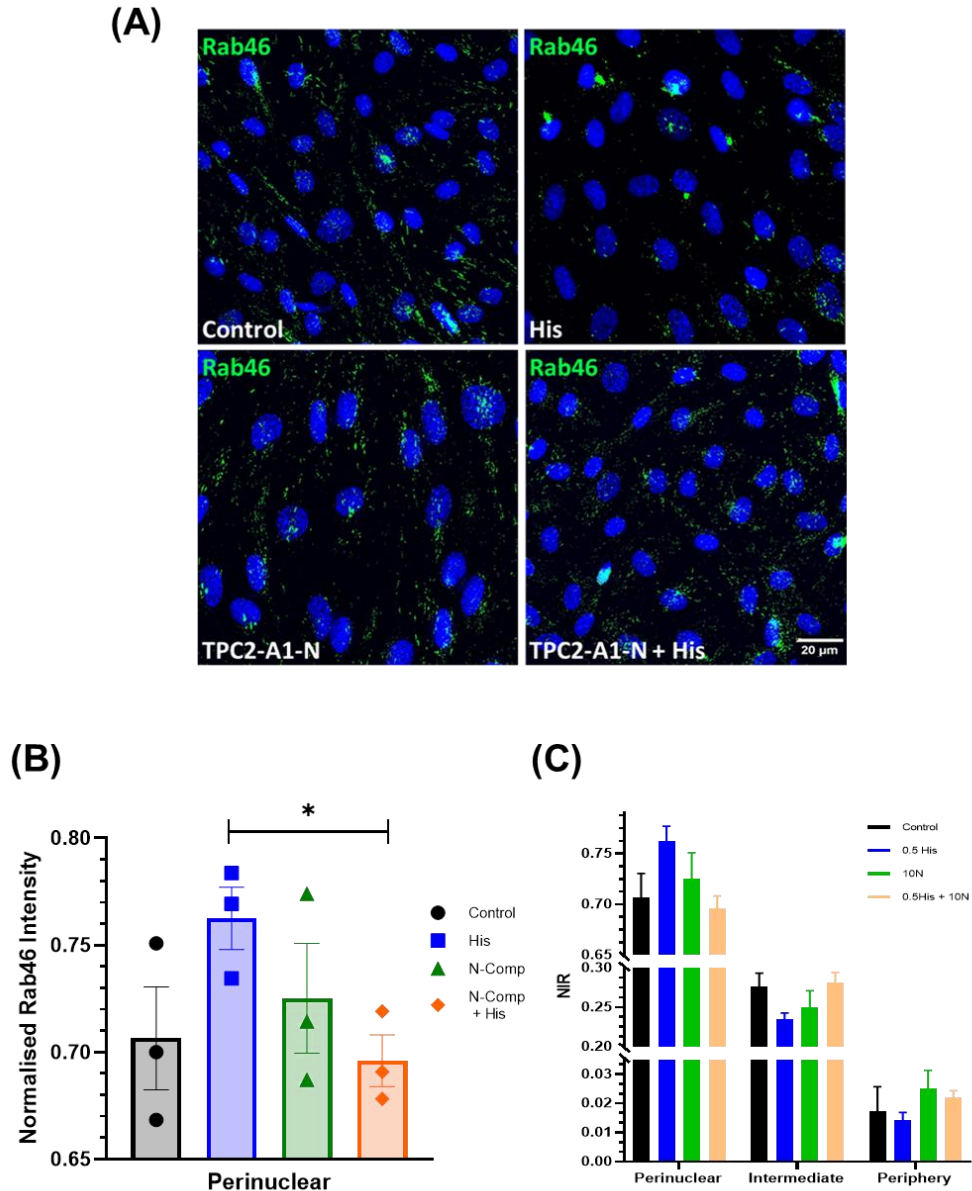 (A)
Rab46
Rab46
Control
His
Rab46
Rab46
TPC2-A1-N
TPC2-A1-N + His
20 µm
(B)
Normalised Rab46 Intensity
0.80
0.75
0.70
0.65
*
Control
His
N-Comp
N-Comp
+ His
Perinuclear
(C)
NIR
0.75
0.70
0.65
0.30
0.25
0.20
0.03
0.02
0.01
0.00
Control
0.5 His
10N
0.5His + 10N
Perinuclear
Intermediate
Periphery